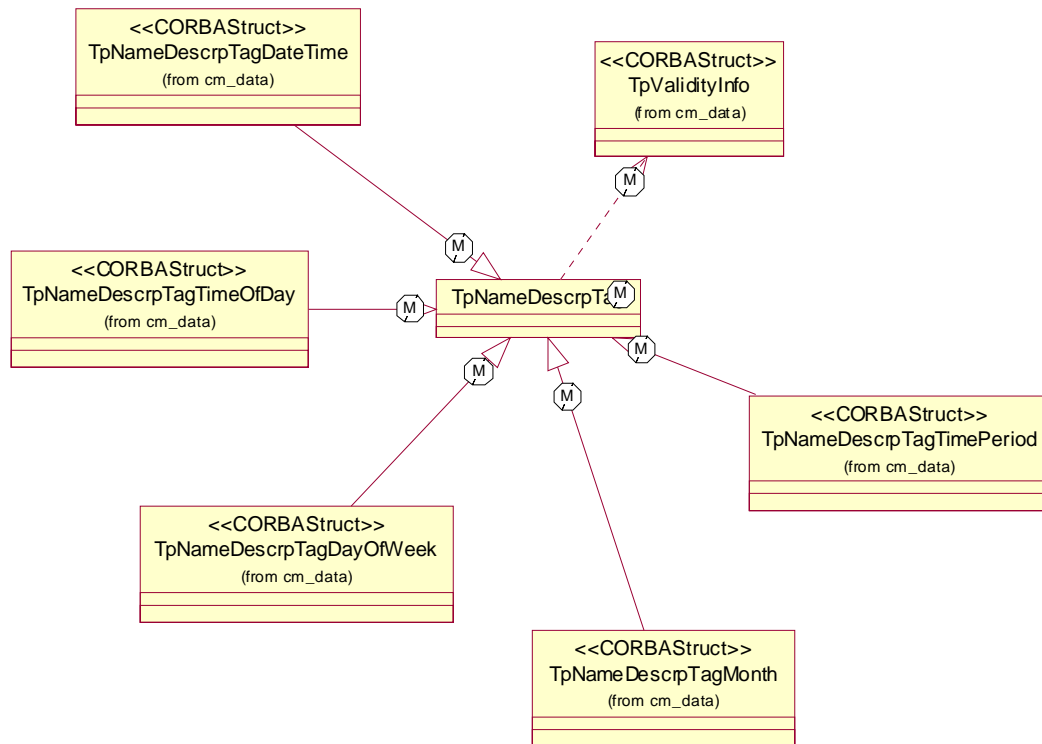 <<CORBAStruct>>
TpNameDescrpTagDateTime
(from cm_data)
<<CORBAStruct>>
TpValidityInfo
(from cm_data)
M
M
<<CORBAStruct>>
TpNameDescrpTagTimeOfDay
(from cm_data)
M
TpNameDescrpTa
M
M
M
M
<<CORBAStruct>>
TpNameDescrpTagTimePeriod
(from cm_data)
<<CORBAStruct>>
TpNameDescrpTagDayOfWeek
(from cm_data)
<<CORBAStruct>>
TpNameDescrpTagMonth
(from cm_data)